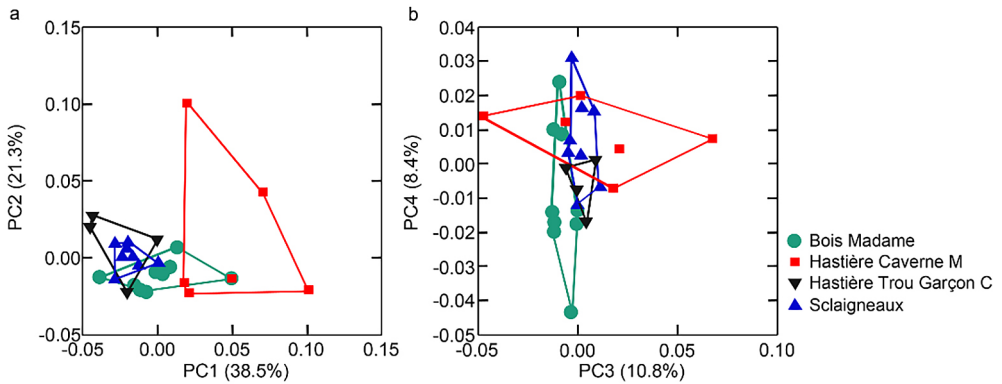 a
0.15
0.10
0.05
0.00
-0.05
PC2 (21.3%)
-0.05 0.00 0.05 0.10 0.15
PC1 (38.5%)
b
0.04
0.03
0.02
0.01
0.00
-0.01
-0.02
-0.03
-0.04
-0.05
PC4 (8.4%)
-0.05 0.00 0.05 0.10
PC3 (10.8%)
Bois Madame
Hastière Caverne M
Hastière Trou Garçon C
Sclaigneaux